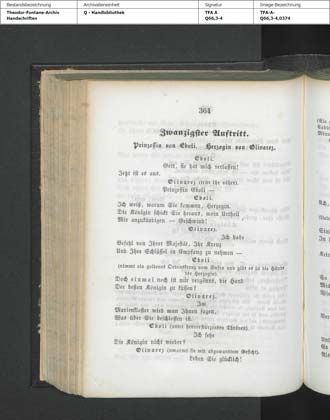 Bestandsbezeichnung Archivalieneinheit Signatur Image-Bezeichnung
Theodor-Fontane-Archiv Q - Handbibliothek TFA A TFA-A-
Handschriften Q66,3-4 Q66,3-4,0374
364
Zwanzigster Auftritt.
Prinzessin von Eboli. Herzogin von Olivarez.
Eboli.
Gott, sie hat mich verlassen!
Jetzt ist es aus.
Olivarez (tritt ihr näher).
Prinzessin Eboli —
Eboli.
Ich weiß, warum Sie kommen, Herzogin.
Die Königin schickt Sie heraus, mein Urtheil
Mir anzukündigen — Geschwind!
Olivarez.
Ich habe
Befehl von Ihrer Majestät, Ihr Kreuz
Und Ihre Schlüssel in Empfang zu nehmen —
Eboli
(nimmt ein goldenes Ordenskreuz vom Busen und gibt es in die Hände
der Herzogin).
Doch einmal noch ist mir vergönnt, die Hand
Der besten Königin zu küssen?
Olivarez.
Im
Marienkloster wird man Ihnen sagen,
Was über Sie beschlossen ist.
Eboli (unter hervorstürzenden Thränen).
Ich sehe
Die Königin nicht wieder?
Olivarez (umarmt sie mit abgewandtem Gesicht).
Leben Sie glücklich!